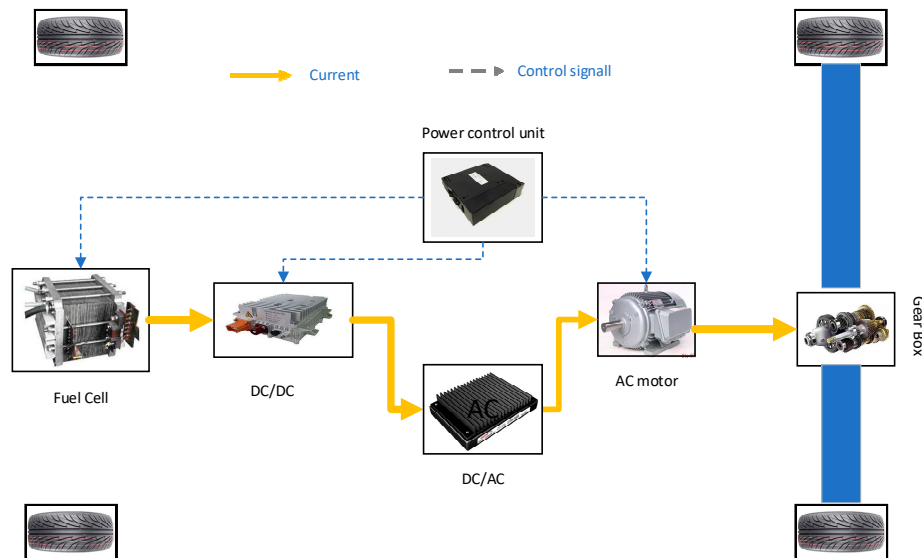 Current
Control signall
Power control unit
Fuel Cell
DC/DC
AC
DC/AC
AC motor
Gear Box